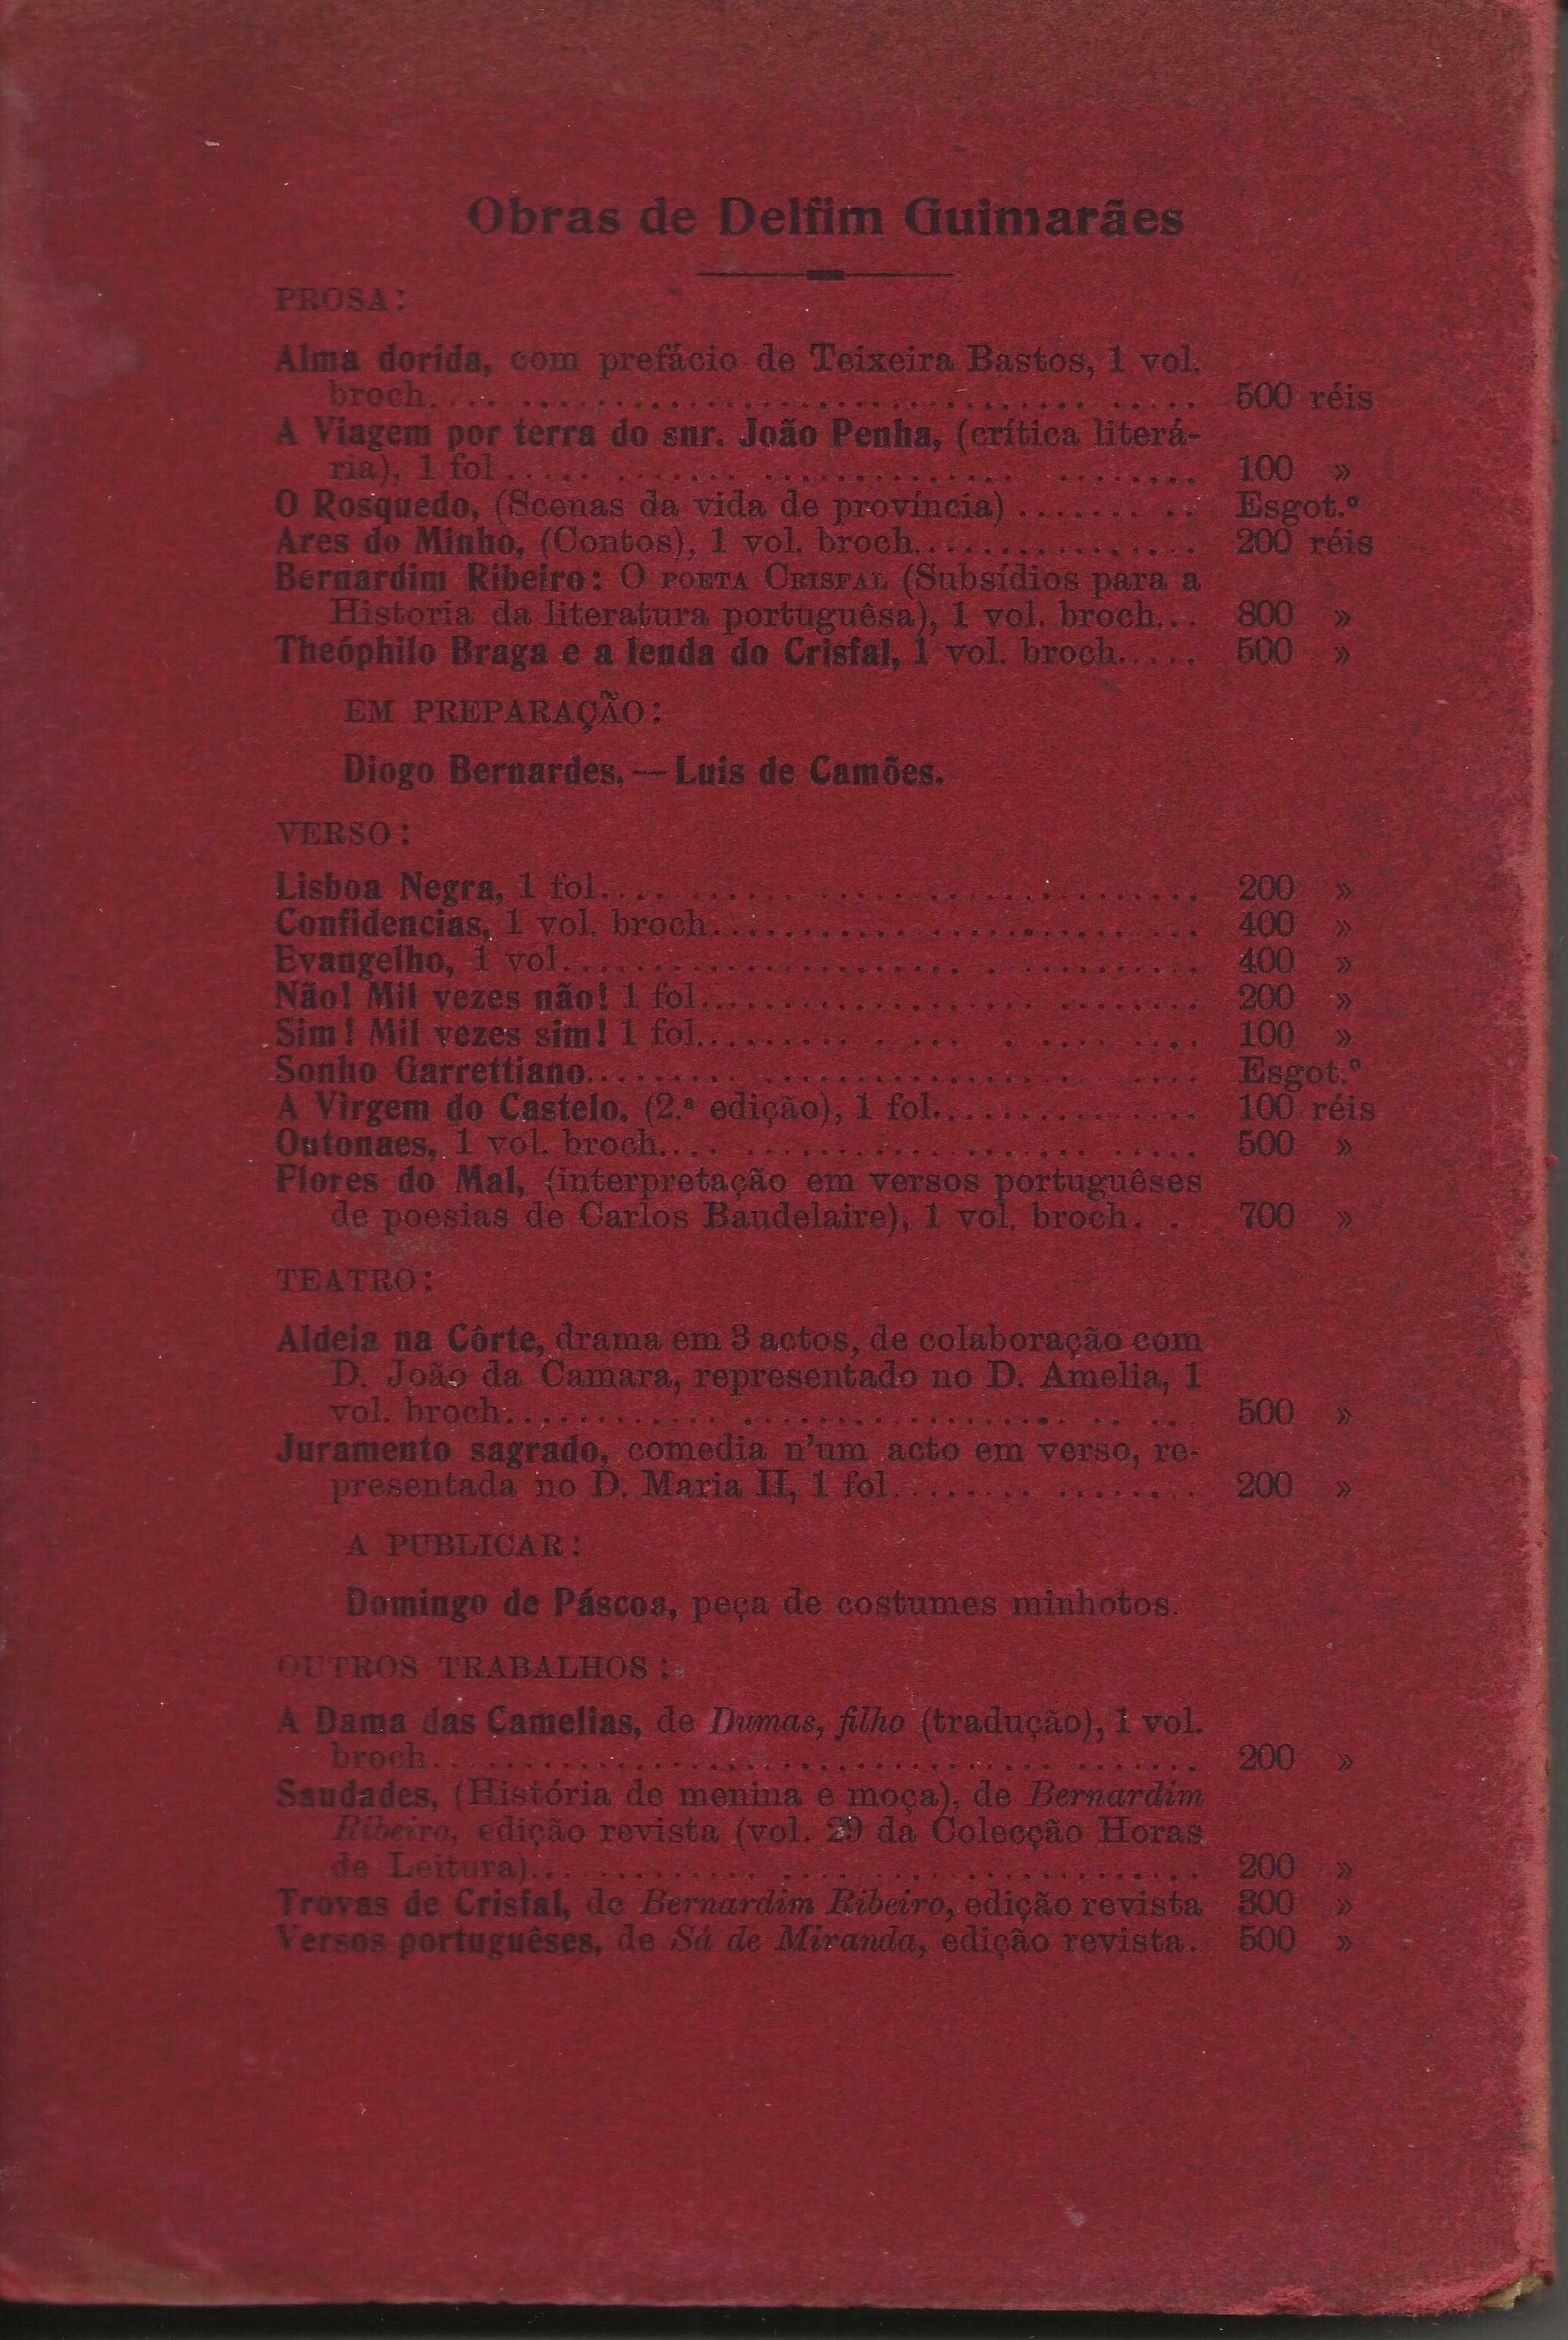 Obras de Delfim Guimarães
PROSA:
Alma dorida, com prefácio de Teixeira Bastos, 1 vol.
broch. . . . . . . . . . . . . . . . . . . . . . . . . . . . 500 réis
A Viagem por terra do snr. João Penha, (crítica literá-
ria), 1 fol . . . . . . . . . . . . . . . . . . . . . . . . 100 »
O Rosquedo, (Scenas da vida de província) . . . . . . . . . Esgot.º
Ares do Minho, (Contos), 1 vol. broch. . . . . . . . . . . . 200 réis
Bernardim Ribeiro: O POETA CRISFAL (Subsídios para a
Historia da literatura portuguêsa), 1 vol. broch. . . 800 »
Theóphilo Braga e a lenda do Crisfal, 1 vol. broch. . . . . 500 »
EM PREPARAÇÃO:
Diogo Bernardes. — Luis de Camões.
VERSO:
Lisboa Negra, 1 fol. . . . . . . . . . . . . . . . . . . . . 200 »
Confidencias, 1 vol. broch. . . . . . . . . . . . . . . . . 400 »
Evangelho, 1 vol. . . . . . . . . . . . . . . . . . . . . . 400 »
Não! Mil vezes não! 1 fol. . . . . . . . . . . . . . . . . . 200 »
Sim! Mil vezes sim! 1 fol. . . . . . . . . . . . . . . . . . 100 »
Sonho Garrettiano. . . . . . . . . . . . . . . . . . . . . . Esgot.º
A Virgem do Castelo, (2.ª edição), 1 fol. . . . . . . . . . 100 réis
Outonaes, 1 vol. broch. . . . . . . . . . . . . . . . . . . 500 »
Flores do Mal, (interpretação em versos portuguêses
de poesias de Carlos Baudelaire), 1 vol. broch. . . 700 »
TEATRO:
Aldeia na Côrte, drama em 3 actos, de colaboração com
D. João da Camara, representado no D. Amelia, 1
vol. broch. . . . . . . . . . . . . . . . . . . . . . . . 500 »
Juramento sagrado, comedia n'um acto em verso, re-
presentada no D. Maria II, 1 fol. . . . . . . . . . . . . 200 »
A PUBLICAR:
Domingo de Páscoa, peça de costumes minhotos.
OUTROS TRABALHOS:
A Dama das Camelias, de Dumas, filho (tradução), 1 vol.
broch. . . . . . . . . . . . . . . . . . . . . . . . . . . 200 »
Saudades, (História de menina e moça), de Bernardim
Ribeiro, edição revista (vol. 29 da Colecção Horas
de Leitura). . . . . . . . . . . . . . . . . . . . . . . . 200 »
Trovas de Crisfal, de Bernardim Ribeiro, edição revista 300 »
Versos portuguêses, de Sá de Miranda, edição revista. 500 »